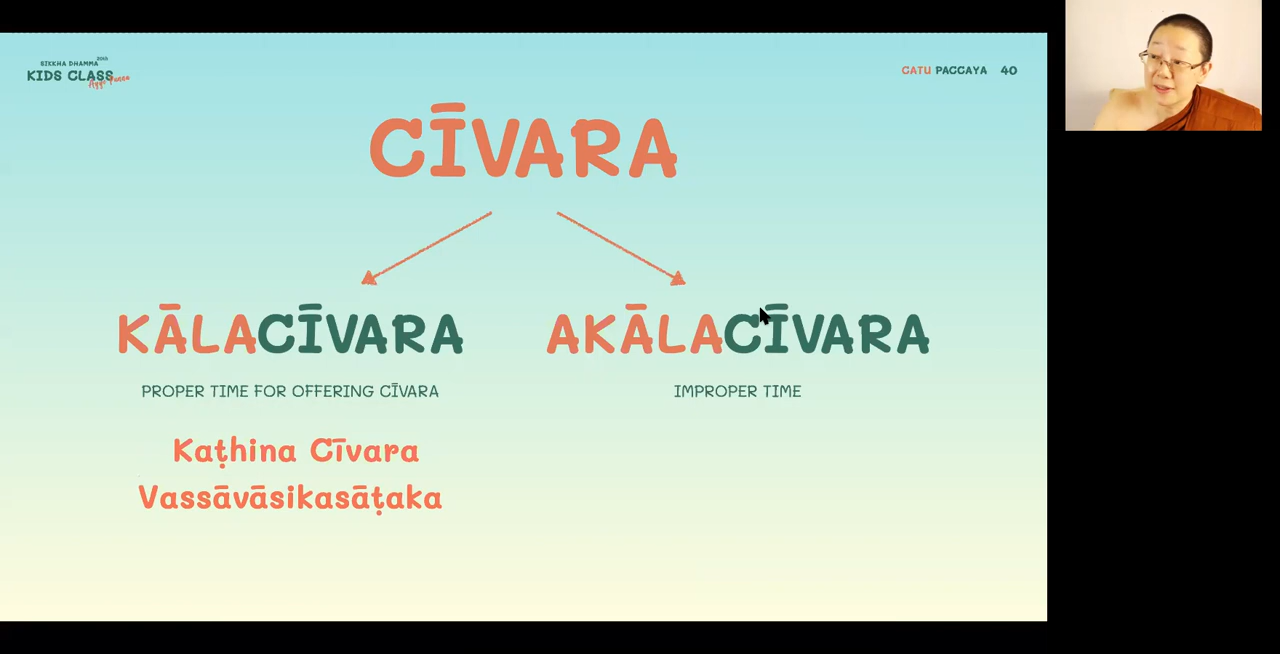 SIKKHA DHAMMA 20th
KIDS CLASS
CATU PACCAYA 40
CĪVARA
KĀLACĪVARA
AKĀLACĪVARA
PROPER TIME FOR OFFERING CĪVARA
IMPROPER TIME
Kaṭhina Cīvara
Vassāvāsikasāṭaka